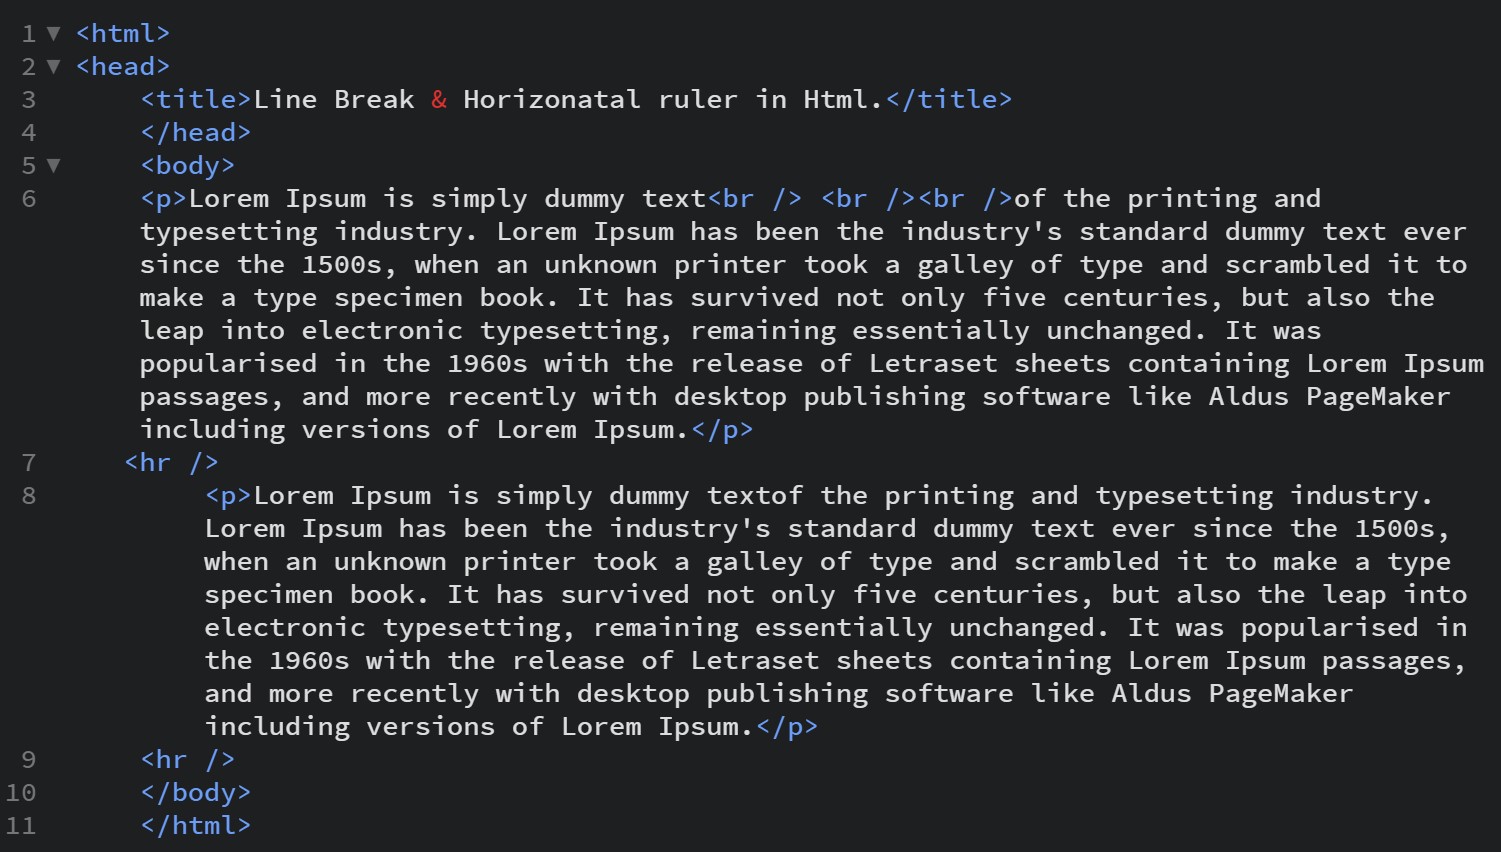 1 ▼ <html>
2 ▼ <head>
3 <title>Line Break & Horizonatal ruler in Html.</title>
4 </head>
5 ▼ <body>
6 <p>Lorem Ipsum is simply dummy text<br /> <br /><br />of the printing and
typesetting industry. Lorem Ipsum has been the industry's standard dummy text ever
since the 1500s, when an unknown printer took a galley of type and scrambled it to
make a type specimen book. It has survived not only five centuries, but also the
leap into electronic typesetting, remaining essentially unchanged. It was
popularised in the 1960s with the release of Letraset sheets containing Lorem Ipsum
passages, and more recently with desktop publishing software like Aldus PageMaker
including versions of Lorem Ipsum.</p>
7 <hr />
8 <p>Lorem Ipsum is simply dummy textof the printing and typesetting industry.
Lorem Ipsum has been the industry's standard dummy text ever since the 1500s,
when an unknown printer took a galley of type and scrambled it to make a type
specimen book. It has survived not only five centuries, but also the leap into
electronic typesetting, remaining essentially unchanged. It was popularised in
the 1960s with the release of Letraset sheets containing Lorem Ipsum passages,
and more recently with desktop publishing software like Aldus PageMaker
including versions of Lorem Ipsum.</p>
9 <hr />
10 </body>
11 </html>